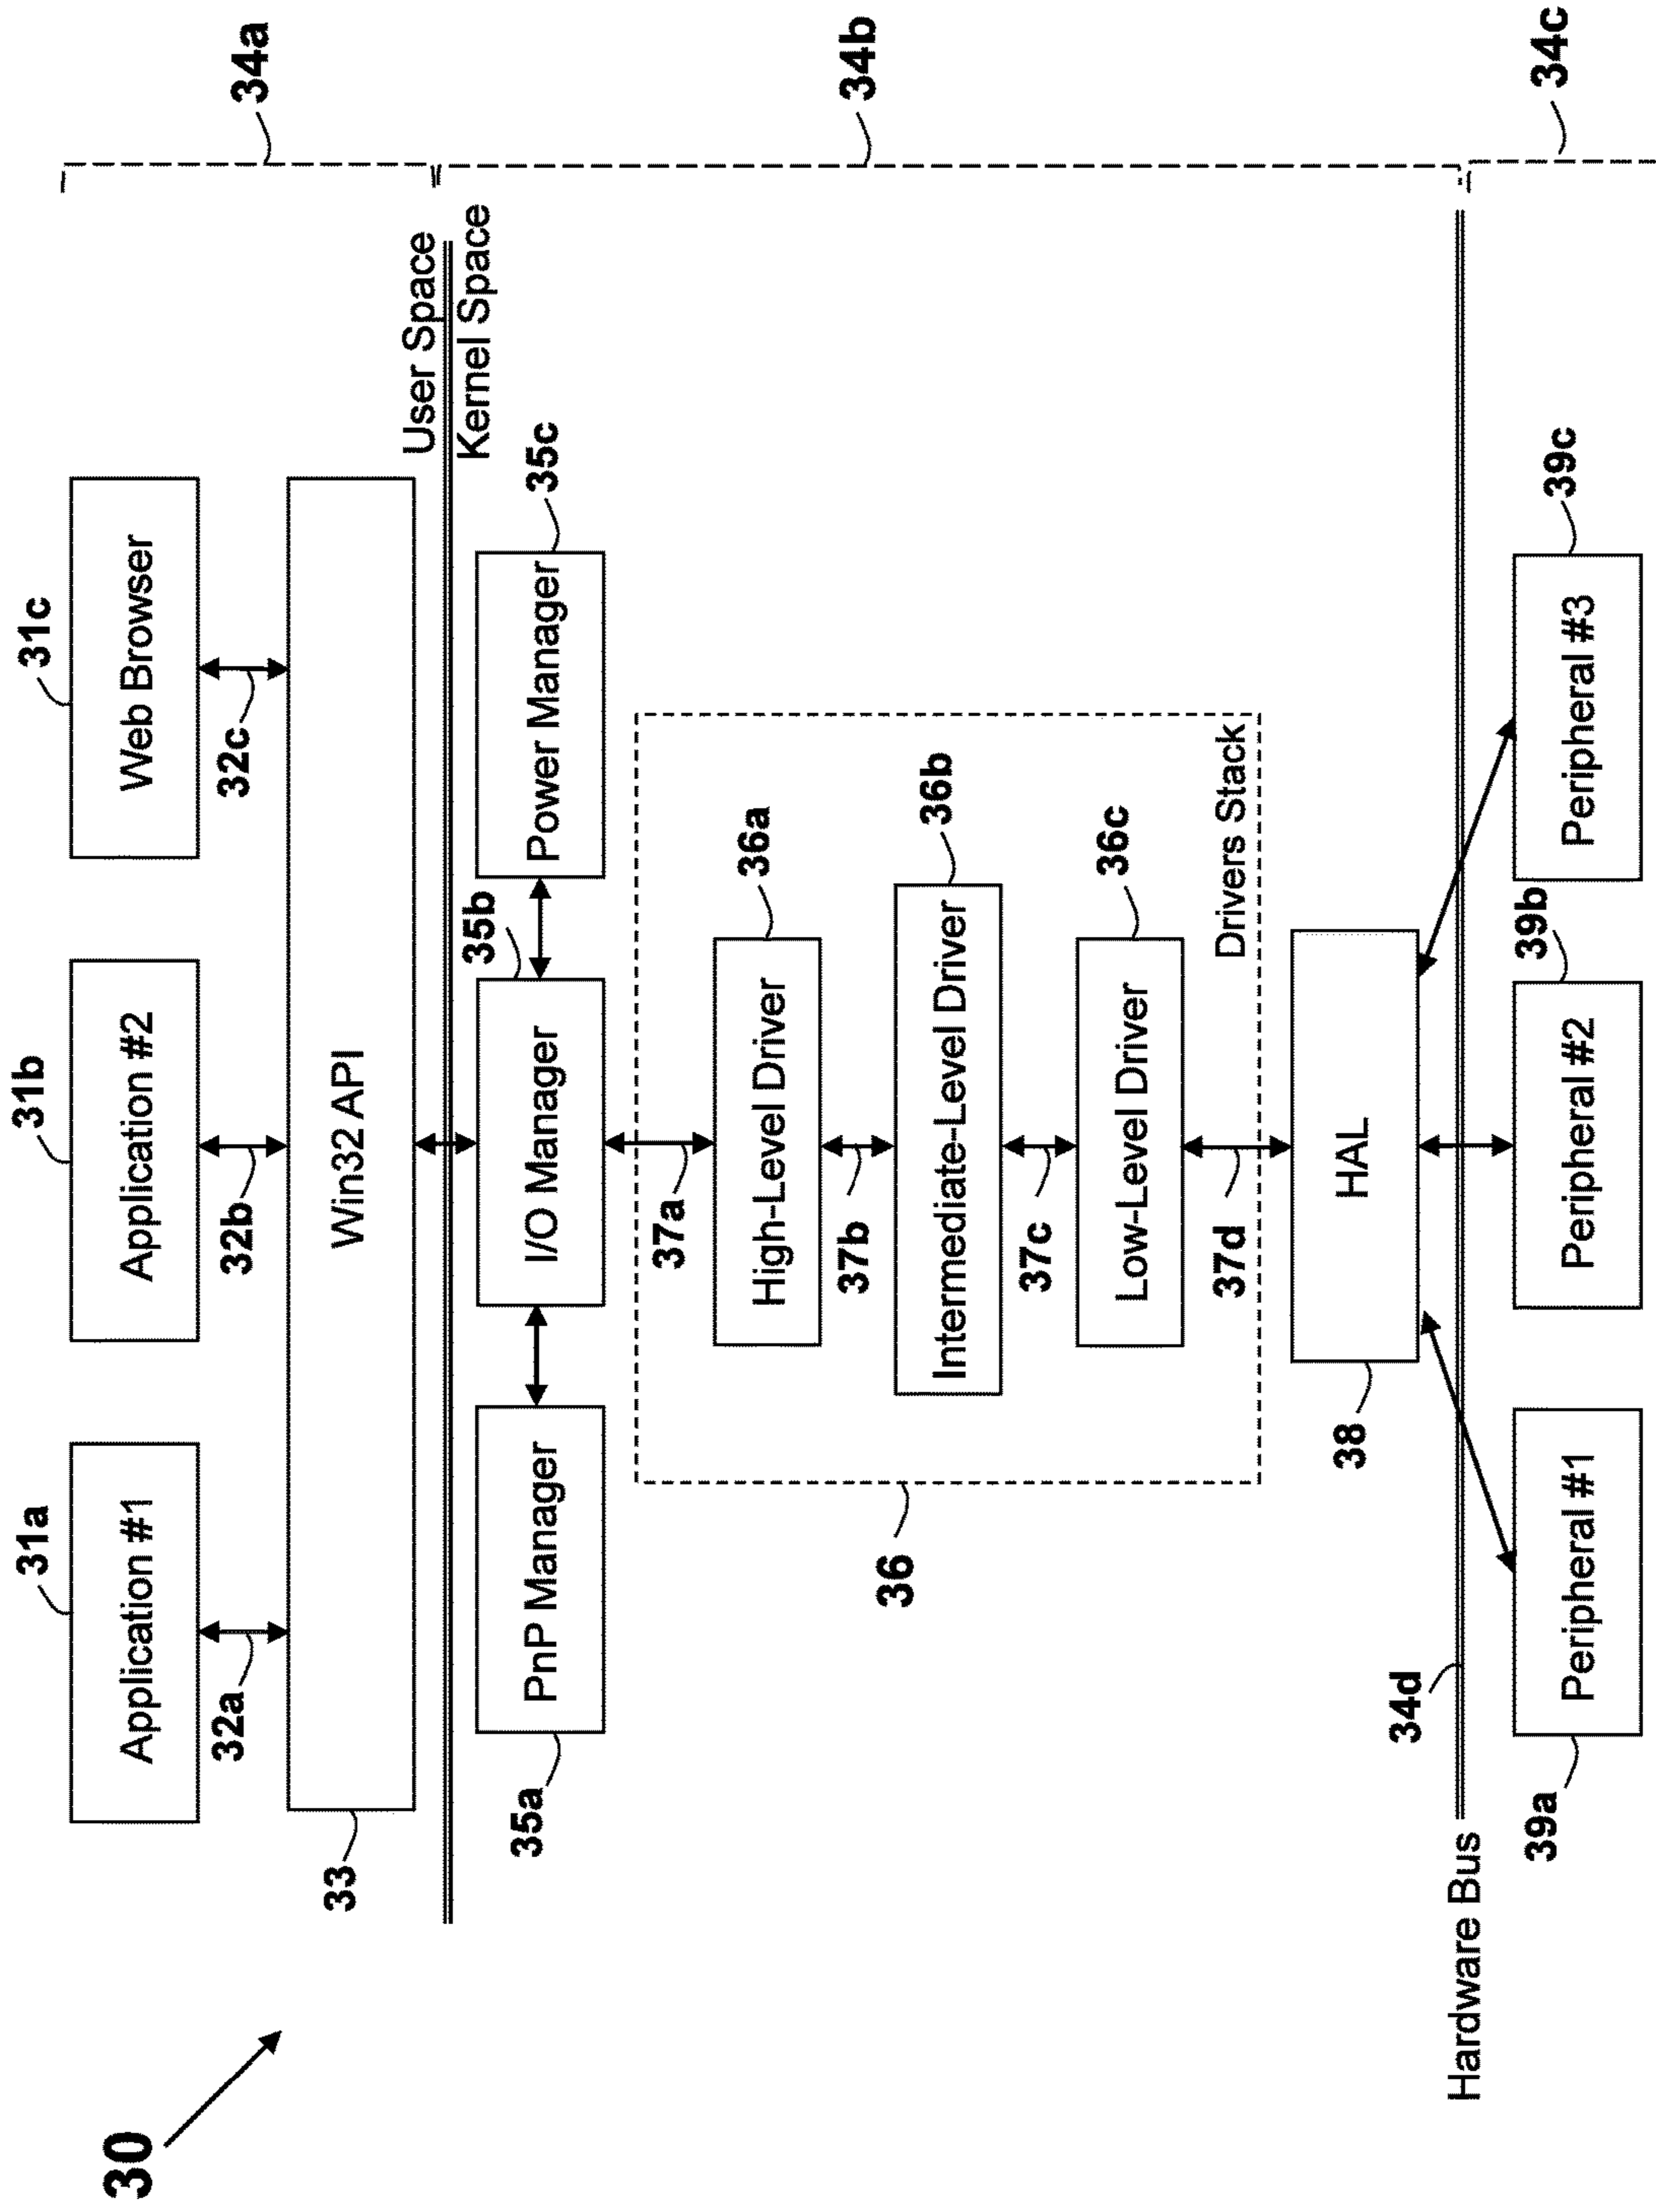 30
34a
34b
34c
31a
31b
31c
Application #1
Application #2
Web Browser
32a
32b
32c
33
Win32 API
User Space
Kernel Space
35a
35b
35c
PnP Manager
I/O Manager
Power Manager
37a
36a
High-Level Driver
37b
36b
Intermediate-Level Driver
36
37c
36c
Low-Level Driver
37d
Drivers Stack
38
HAL
34d
Hardware Bus
39a
39b
39c
Peripheral #1
Peripheral #2
Peripheral #3